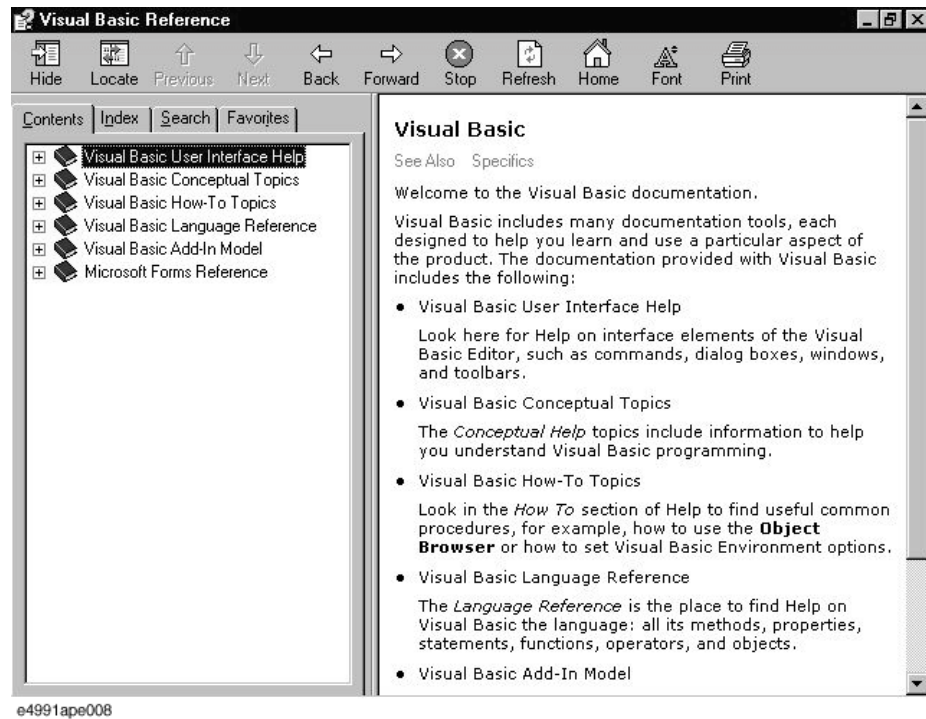 Visual Basic Reference
Hide Locate Previous Next Back Forward Stop Refresh Home Font Print
Contents Index Search Favorites
Visual Basic User Interface Help
Visual Basic Conceptual Topics
Visual Basic How-To Topics
Visual Basic Language Reference
Visual Basic Add-In Model
Microsoft Forms Reference
Visual Basic
See Also Specifics
Welcome to the Visual Basic documentation.
Visual Basic includes many documentation tools, each
designed to help you learn and use a particular aspect of
the product. The documentation provided with Visual Basic
includes the following:
• Visual Basic User Interface Help
Look here for Help on interface elements of the Visual
Basic Editor, such as commands, dialog boxes, windows,
and toolbars.
• Visual Basic Conceptual Topics
The Conceptual Help topics include information to help
you understand Visual Basic programming.
• Visual Basic How-To Topics
Look in the How To section of Help to find useful common
procedures, for example, how to use the Object
Browser or how to set Visual Basic Environment options.
• Visual Basic Language Reference
The Language Reference is the place to find Help on
Visual Basic the language: all its methods, properties,
statements, functions, operators, and objects.
• Visual Basic Add-In Model
e4991ape008